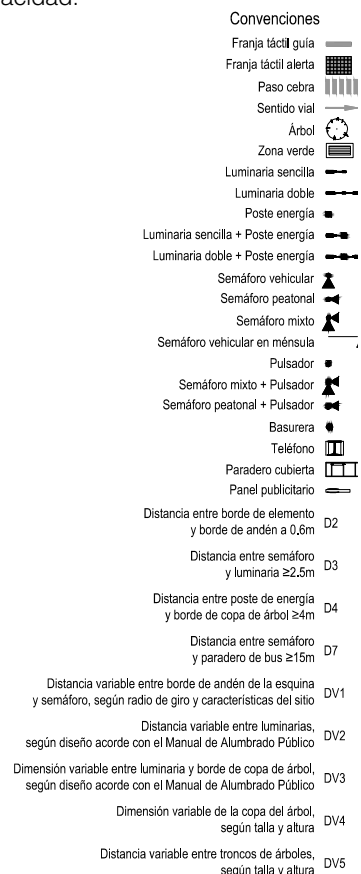 acidad.
Convenciones
Franja táctil guía
Franja táctil alerta
Paso cebra
Sentido vial
Árbol
Zona verde
Luminaria sencilla
Luminaria doble
Poste energía
Luminaria sencilla + Poste energía
Luminaria doble + Poste energía
Semáforo vehicular
Semáforo peatonal
Semáforo mixto
Semáforo vehicular en ménsula
Pulsador
Semáforo mixto + Pulsador
Semáforo peatonal + Pulsador
Basurera
Teléfono
Paradero cubierta
Panel publicitario
Distancia entre borde de elemento
y borde de andén a 0.6m D2
Distancia entre semáforo
y luminaria ≥2.5m D3
Distancia entre poste de energía
y borde de copa de árbol ≥4m D4
Distancia entre semáforo
y paradero de bus ≥15m D7
Distancia variable entre borde de andén de la esquina
y semáforo, según radio de giro y características del sitio DV1
Distancia variable entre luminarias,
según diseño acorde con el Manual de Alumbrado Público DV2
Dimensión variable entre luminaria y borde de copa de árbol,
según diseño acorde con el Manual de Alumbrado Público DV3
Dimensión variable de la copa del árbol,
según talla y altura DV4
Distancia variable entre troncos de árboles,
según talla y altura DV5